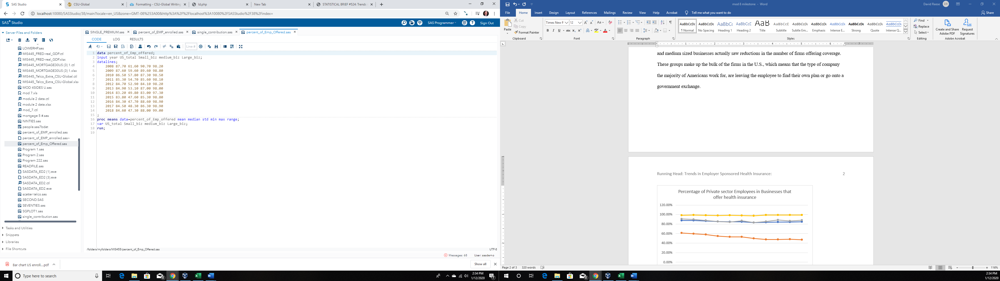 SAS Studio
CSU-Global
Formatting - CSU-Global Writing
ld.php
New Tab
STATISTICAL BRIEF #524: Trends
localhost:10080/SASStudio/38/main?locale=en_US&zone=GMT-08%253A00&http%3A%2F%2Flocalhost%3A10080%2FSASStudio%2F38%2Findex=
SAS® Studio
SAS Programmer
Sign Out
Server Files and Folders
LOWERHP.sas
MIS445_FRED-real_GDP.ctl
MIS445_FRED-real_GDP.xlsx
MIS445_MORTGAGE30US (3) 1.ctl
MIS445_MORTGAGE30US (3) 1.xlsx
MIS445_Telco_Extra_CSU-Global.ctl
MIS445_Telco_Extra_CSU-Global.xlsx
MOD 4SIDES U.sas
mod 7.xls
module 2 data.ctl
module 2 data.xlsx
mod_7.ctl
mortgage 5 #.sas
NINTIES.sas
people.sas7bdat
percent_of_EMP_enrolled.sas
percent_of_EMP_enrolled.sas~
percent_of_Emp_Offered.sas
Program 1.sas
Program 2.sas
Program 222.sas
READFILE.sas
SASDATA_ED2 (1).exe
SASDATA_ED2 (3).exe
SASDATA_ED2.ctl
SASDATA_ED2.exe
scatter telco.sas
SECOND.SAS
SEVENTIES.sas
SGPLOT1.sas
single_contribution.sas
Tasks and Utilities
Snippets
Libraries
File Shortcuts
SINGLE_PREMIUM.sas
percent_of_EMP_enrolled.sas
single_contribution.sas
percent_of_Emp_Offered.sas
CODE
LOG
RESULTS
Line #
1 data percent_of_Emp_offered;
2 input year US_total Small_biz medium_biz Large_biz;
3 datalines;
4 2008 87.70 61.60 90.70 98.20
5 2009 87.60 59.60 89.60 98.80
6 2010 86.50 57.80 87.30 98.50
7 2011 85.30 54.70 85.60 98.10
8 2012 84.70 52.90 84.10 98.20
9 2013 84.90 53.10 87.00 98.00
10 2014 83.20 49.80 83.00 97.30
11 2015 83.80 47.60 85.30 98.80
12 2016 84.30 47.70 88.60 98.90
13 2017 84.50 48.30 86.30 98.90
14 2018 84.60 47.30 88.00 99.00
15 ;
16 proc means data=percent_of_Emp_offered mean median std min max range;
17 var US_total Small_biz medium_biz Large_biz;
18 run;
19
/folders/myfolders/MIS455/percent_of_Emp_Offered.sas
UTF-8
Messages: 68
User: sasdemo
Bar chart US enroll....pdf
Show all
Type here to search
2:34 PM
1/12/2020
mod 8 milestone - Word
David Reese
DR
File
Home
Insert
Design
Layout
References
Mailings
Review
View
Help
Acrobat
Tell me what you want to do
Share
Paste
Cut
Copy
Format Painter
Clipboard
Times New F
12
Font
Paragraph
AaBbCcDc
¶ Normal
AaBbCcDc
No Spacing
AaBbCc
Heading 1
AaBbCcC
Heading 2
AaB
Title
AaBbCcC
Subtitle
AaBbCcDc
Subtle Em...
AaBbCcDc
Emphasis
AaBbCcDc
Intense E...
AaBbCcDc
Strong
AaBbCcDc
Quote
AaBbCcDc
Intense Q...
Styles
Find
Replace
Select
Editing
Create and Share
Adobe PDF
Request
Signatures
Adobe Acrobat
and medium sized businesses actually saw reductions in the number of firms offering coverage.
These groups make up the bulk of the firms in the U.S., which means that the type of company
the majority of Americans work for, are leaving the employee to find their own plan or go onto a
government exchange.
Running Head: Trends in Employer Sponsored Health Insurance:
2
Percentage of Private sector Employees in Businesses that
offer health insurance
120.00%
100.00%
80.00%
60.00%
40.00%
20.00%
0.00%
Page 2 of 3
320 words
116%
2:34 PM
1/12/2020